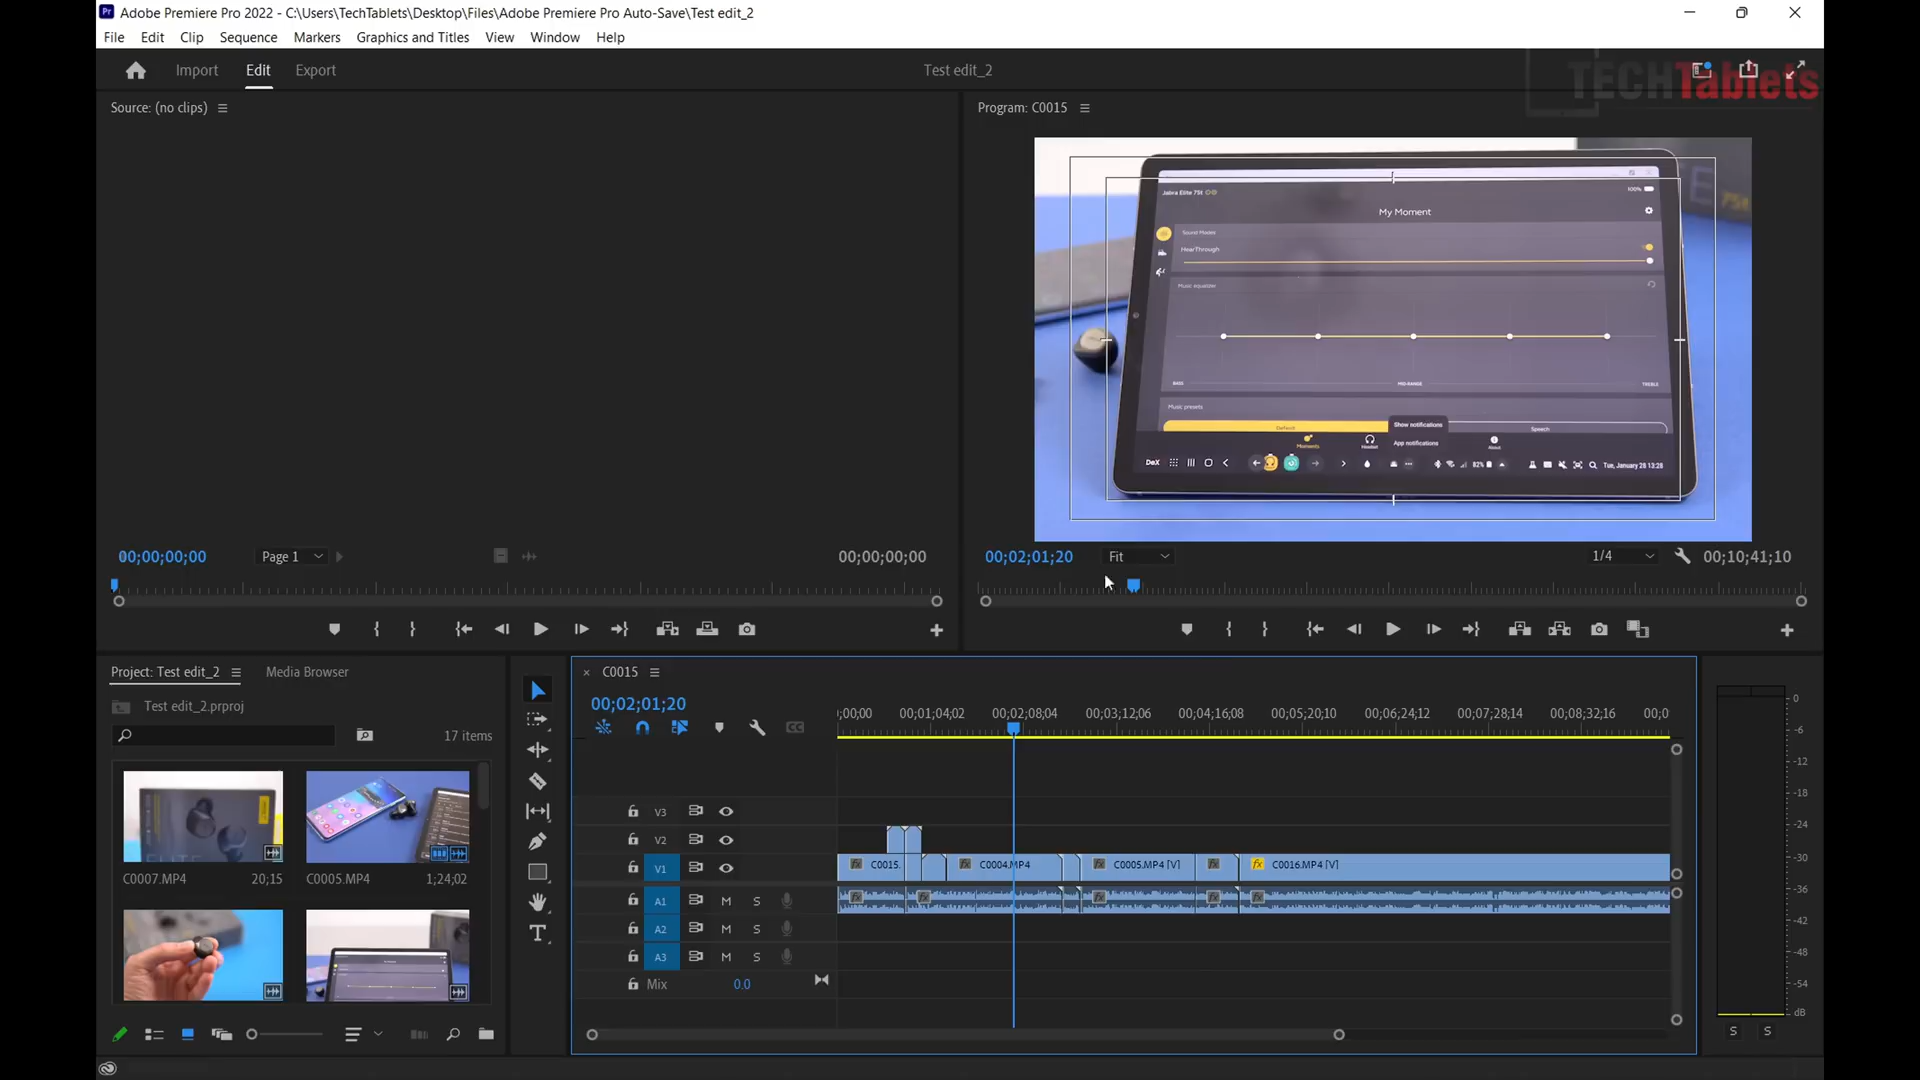 Adobe Premiere Pro 2022 - C:\Users\TechTablets\Desktop\Files\Adobe Premiere Pro Auto-Save\Test edit_2
File Edit Clip Sequence Markers Graphics and Titles View Window Help
Import Edit Export
Test edit_2
TECHTablets
Source: (no clips)
Program: C0015
Jabra Elite 75t
100%
My Moment
Sound Modes
HearThrough
Music equalizer
BASS MID-RANGE TREBLE
Music presets
Default Speech
Show notifications
App notifications
Moments Headset About
DeX
82%
Tue, January 28 13:28
00;00;00;00 Page 1 00;00;00;00
00;02;01;20 Fit 1/4 00;10;41;10
Project: Test edit_2 Media Browser
Test edit_2.prproj
17 items
C0007.MP4 20;15
C0005.MP4 1;24;02
C0015
00;02;01;20
;00;00 00;01;04;02 00;02;08;04 00;03;12;06 00;04;16;08 00;05;20;10 00;06;24;12 00;07;28;14 00;08;32;16 00;0
V3
V2
V1
C0015. C0004.MP4 C0005.MP4 [V] C0016.MP4 [V]
A1 M S
A2 M S
A3 M S
Mix 0.0
0
-6
-12
-18
-24
-30
-36
-42
-48
-54
dB
S S